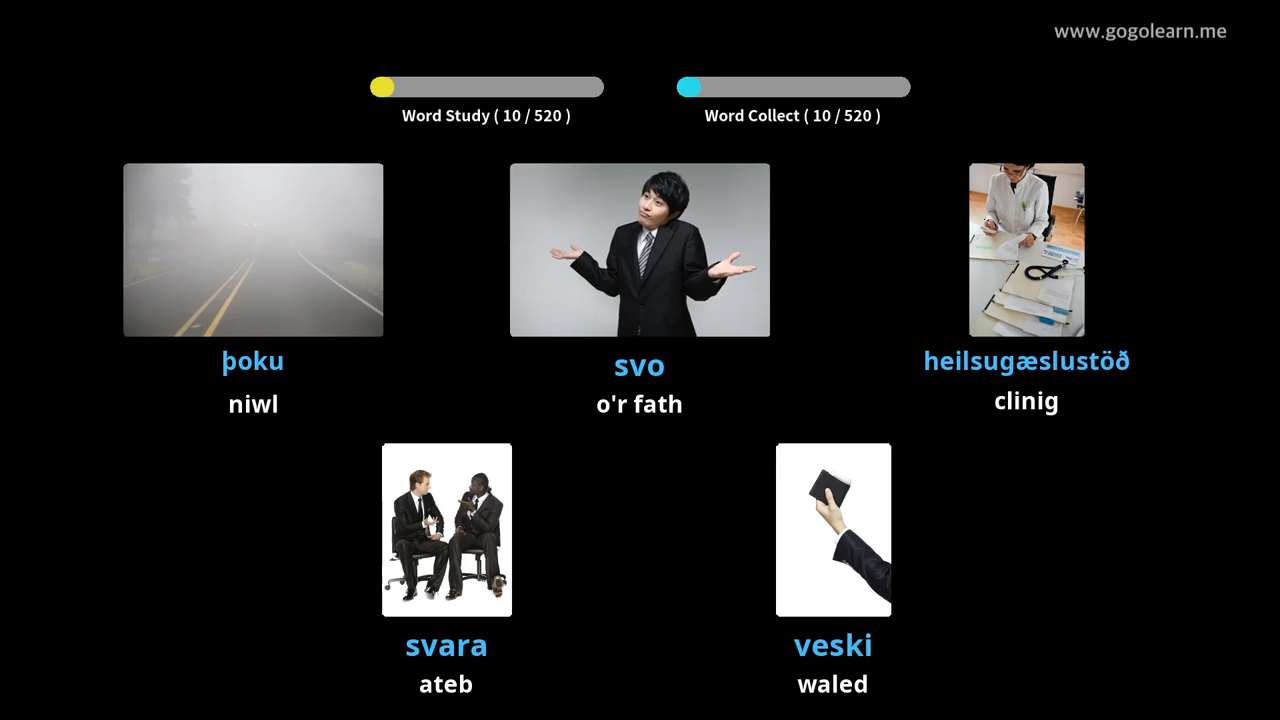 www.gogolearn.me
Word Study ( 10 / 520 )
Word Collect ( 10 / 520 )
þoku
niwl
svo
o'r fath
heilsugæslustöð
clinig
svara
ateb
veski
waled